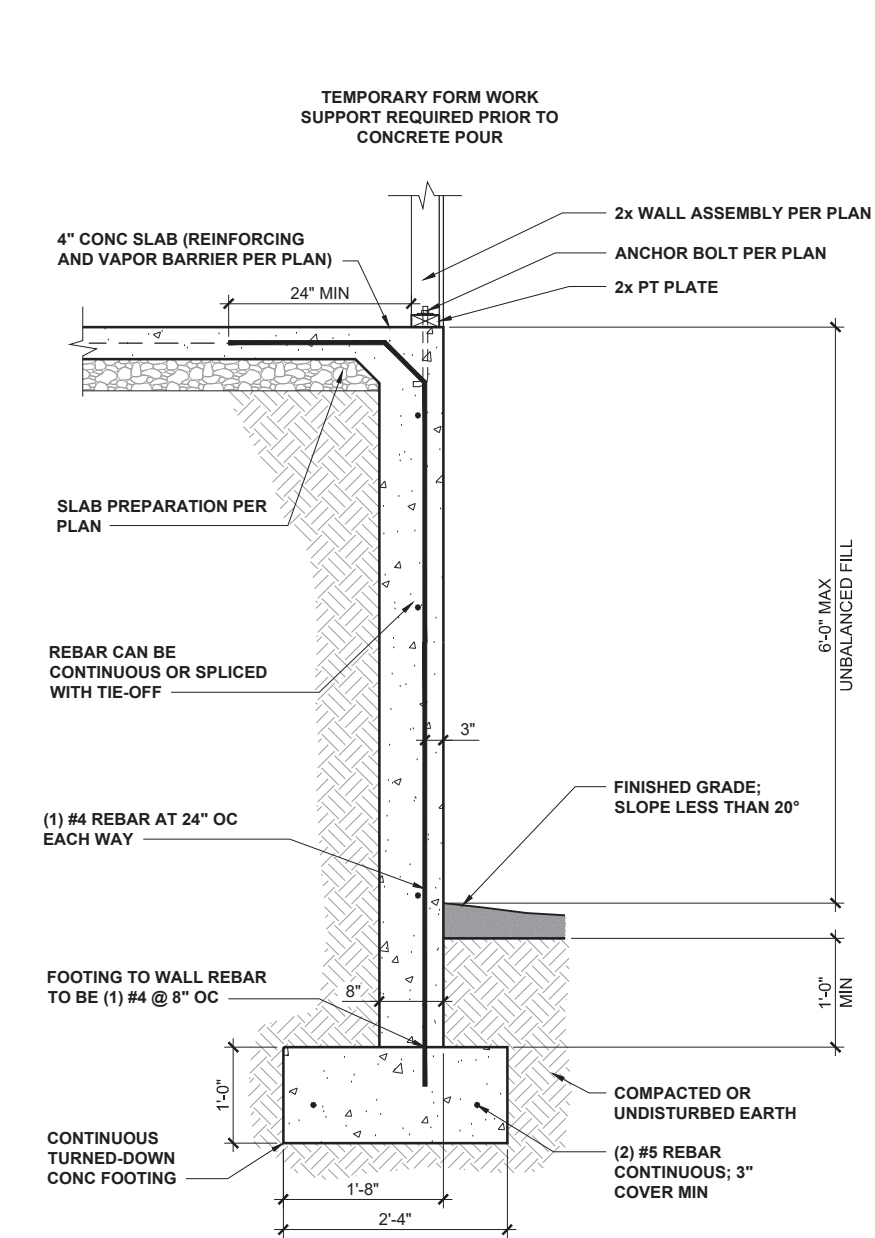 TEMPORARY FORM WORK
SUPPORT REQUIRED PRIOR TO
CONCRETE POUR
2x WALL ASSEMBLY PER PLAN
4" CONC SLAB (REINFORCING
AND VAPOR BARRIER PER PLAN)
ANCHOR BOLT PER PLAN
24" MIN
2x PT PLATE
SLAB PREPARATION PER
PLAN
6'-0" MAX
UNBALANCED FILL
REBAR CAN BE
CONTINUOUS OR SPLICED
WITH TIE-OFF
3"
FINISHED GRADE;
SLOPE LESS THAN 20°
(1) #4 REBAR AT 24" OC
EACH WAY
FOOTING TO WALL REBAR
TO BE (1) #4 @ 8" OC
8"
1'-0"
MIN
1'-0"
COMPACTED OR
UNDISTURBED EARTH
CONTINUOUS
TURNED-DOWN
CONC FOOTING
(2) #5 REBAR
CONTINUOUS; 3"
COVER MIN
1'-8"
2'-4"